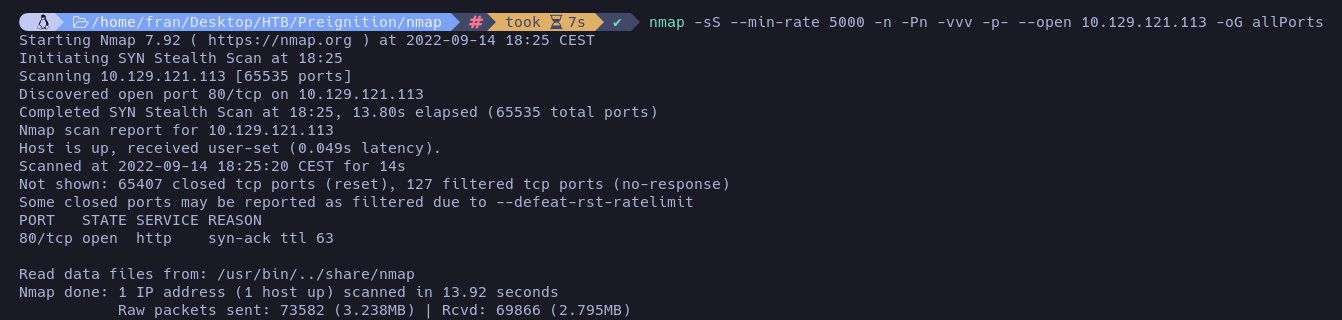 /home/fran/Desktop/HTB/Preignition/nmap # took 7s ✔ nmap -sS --min-rate 5000 -n -Pn -vvv -p- --open 10.129.121.113 -oG allPorts
Starting Nmap 7.92 ( https://nmap.org ) at 2022-09-14 18:25 CEST
Initiating SYN Stealth Scan at 18:25
Scanning 10.129.121.113 [65535 ports]
Discovered open port 80/tcp on 10.129.121.113
Completed SYN Stealth Scan at 18:25, 13.80s elapsed (65535 total ports)
Nmap scan report for 10.129.121.113
Host is up, received user-set (0.049s latency).
Scanned at 2022-09-14 18:25:20 CEST for 14s
Not shown: 65407 closed tcp ports (reset), 127 filtered tcp ports (no-response)
Some closed ports may be reported as filtered due to --defeat-rst-ratelimit
PORT   STATE SERVICE REASON
80/tcp open  http    syn-ack ttl 63
Read data files from: /usr/bin/../share/nmap
Nmap done: 1 IP address (1 host up) scanned in 13.92 seconds
           Raw packets sent: 73582 (3.238MB) | Rcvd: 69866 (2.795MB)